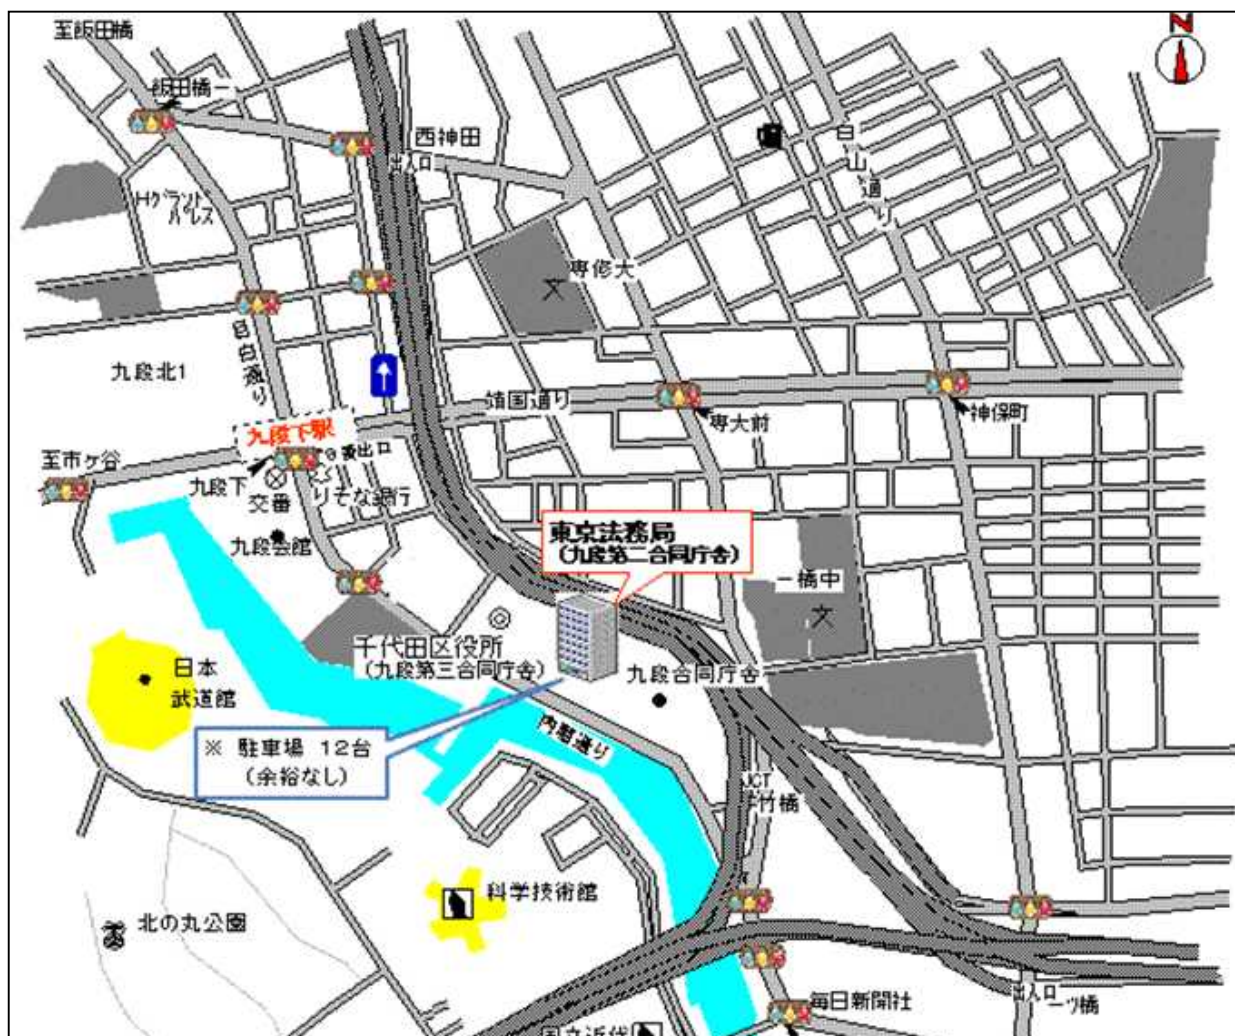 至飯田橋
N
飯田橋一
西神田
出入口
白山通り
Hグランド
パレス
専修大
文
目白通り
九段北1
靖国通り
専大前
神保町
九段下駅
至市ヶ谷
九段下
交番
りそな銀行
九段会館
東京法務局
(九段第二合同庁舎)
一橋中
文
千代田区役所
(九段第三合同庁舎)
九段合同庁舎
日本
武道館
※ 駐車場 12台
(余裕なし)
内堀通り
JCT
竹橋
科学技術館
北の丸公園
毎日新聞社
出入口
一ツ橋
国立近代